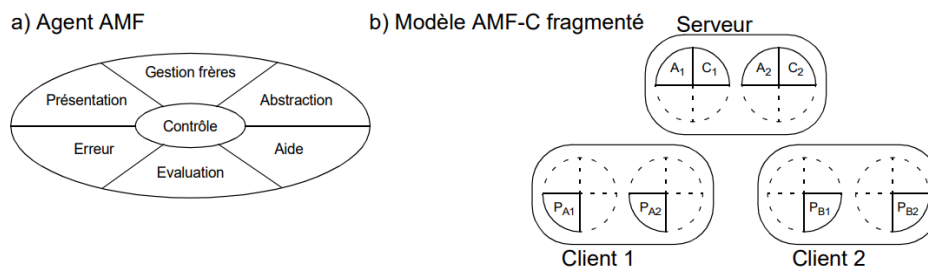 a) Agent AMF
b) Modèle AMF-C fragmenté
Serveur
Gestion frères
Présentation
Abstraction
Contrôle
Erreur
Aide
Evaluation
A1 C1 A2 C2
PA1 PA2 PB1 PB2
Client 1 Client 2